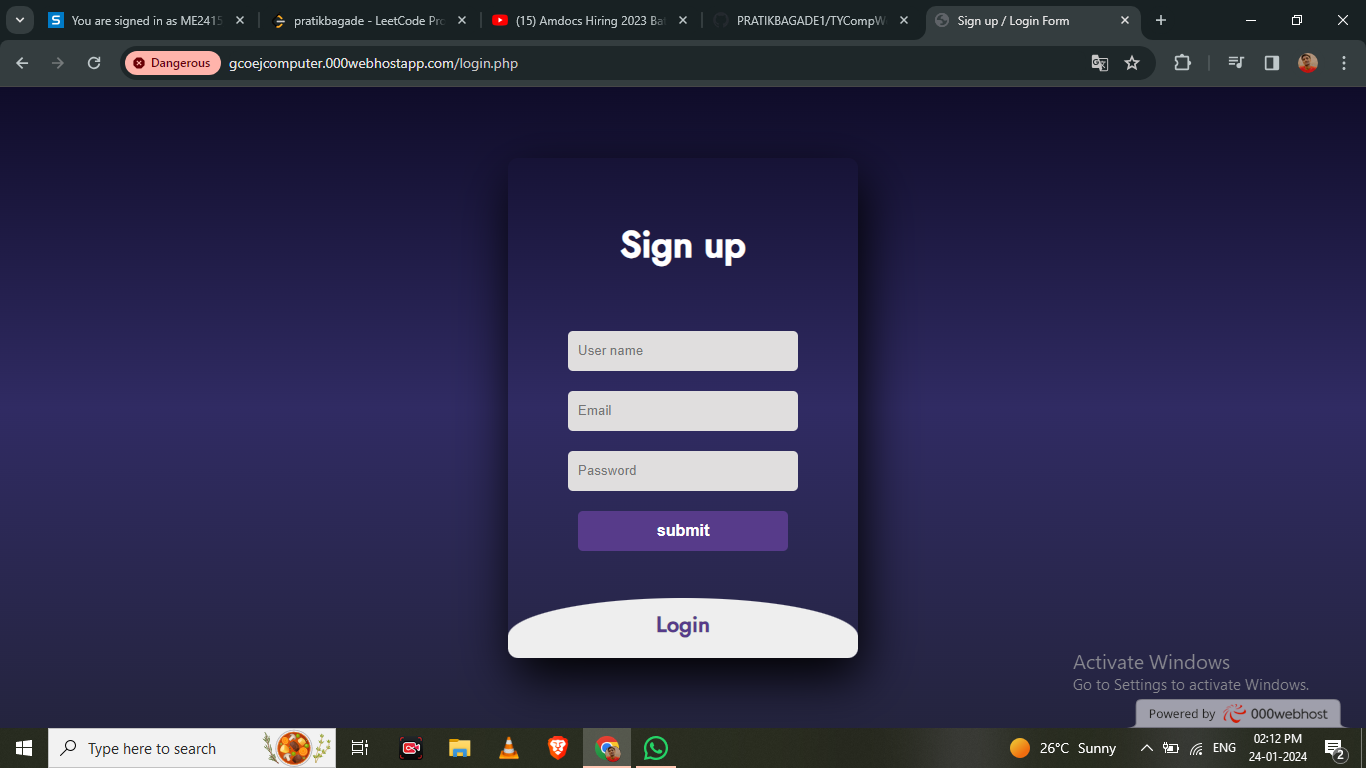 You are signed in as ME2415
pratikbagade - LeetCode Pro
(15) Amdocs Hiring 2023 Bat
PRATIKBAGADE1/TYCompW
Sign up / Login Form
Dangerous
gcoejcomputer.000webhostapp.com/login.php
Sign up
User name
Email
Password
submit
Login
Activate Windows
Go to Settings to activate Windows.
Powered by 000webhost
Type here to search
26°C Sunny
ENG
02:12 PM
24-01-2024
2